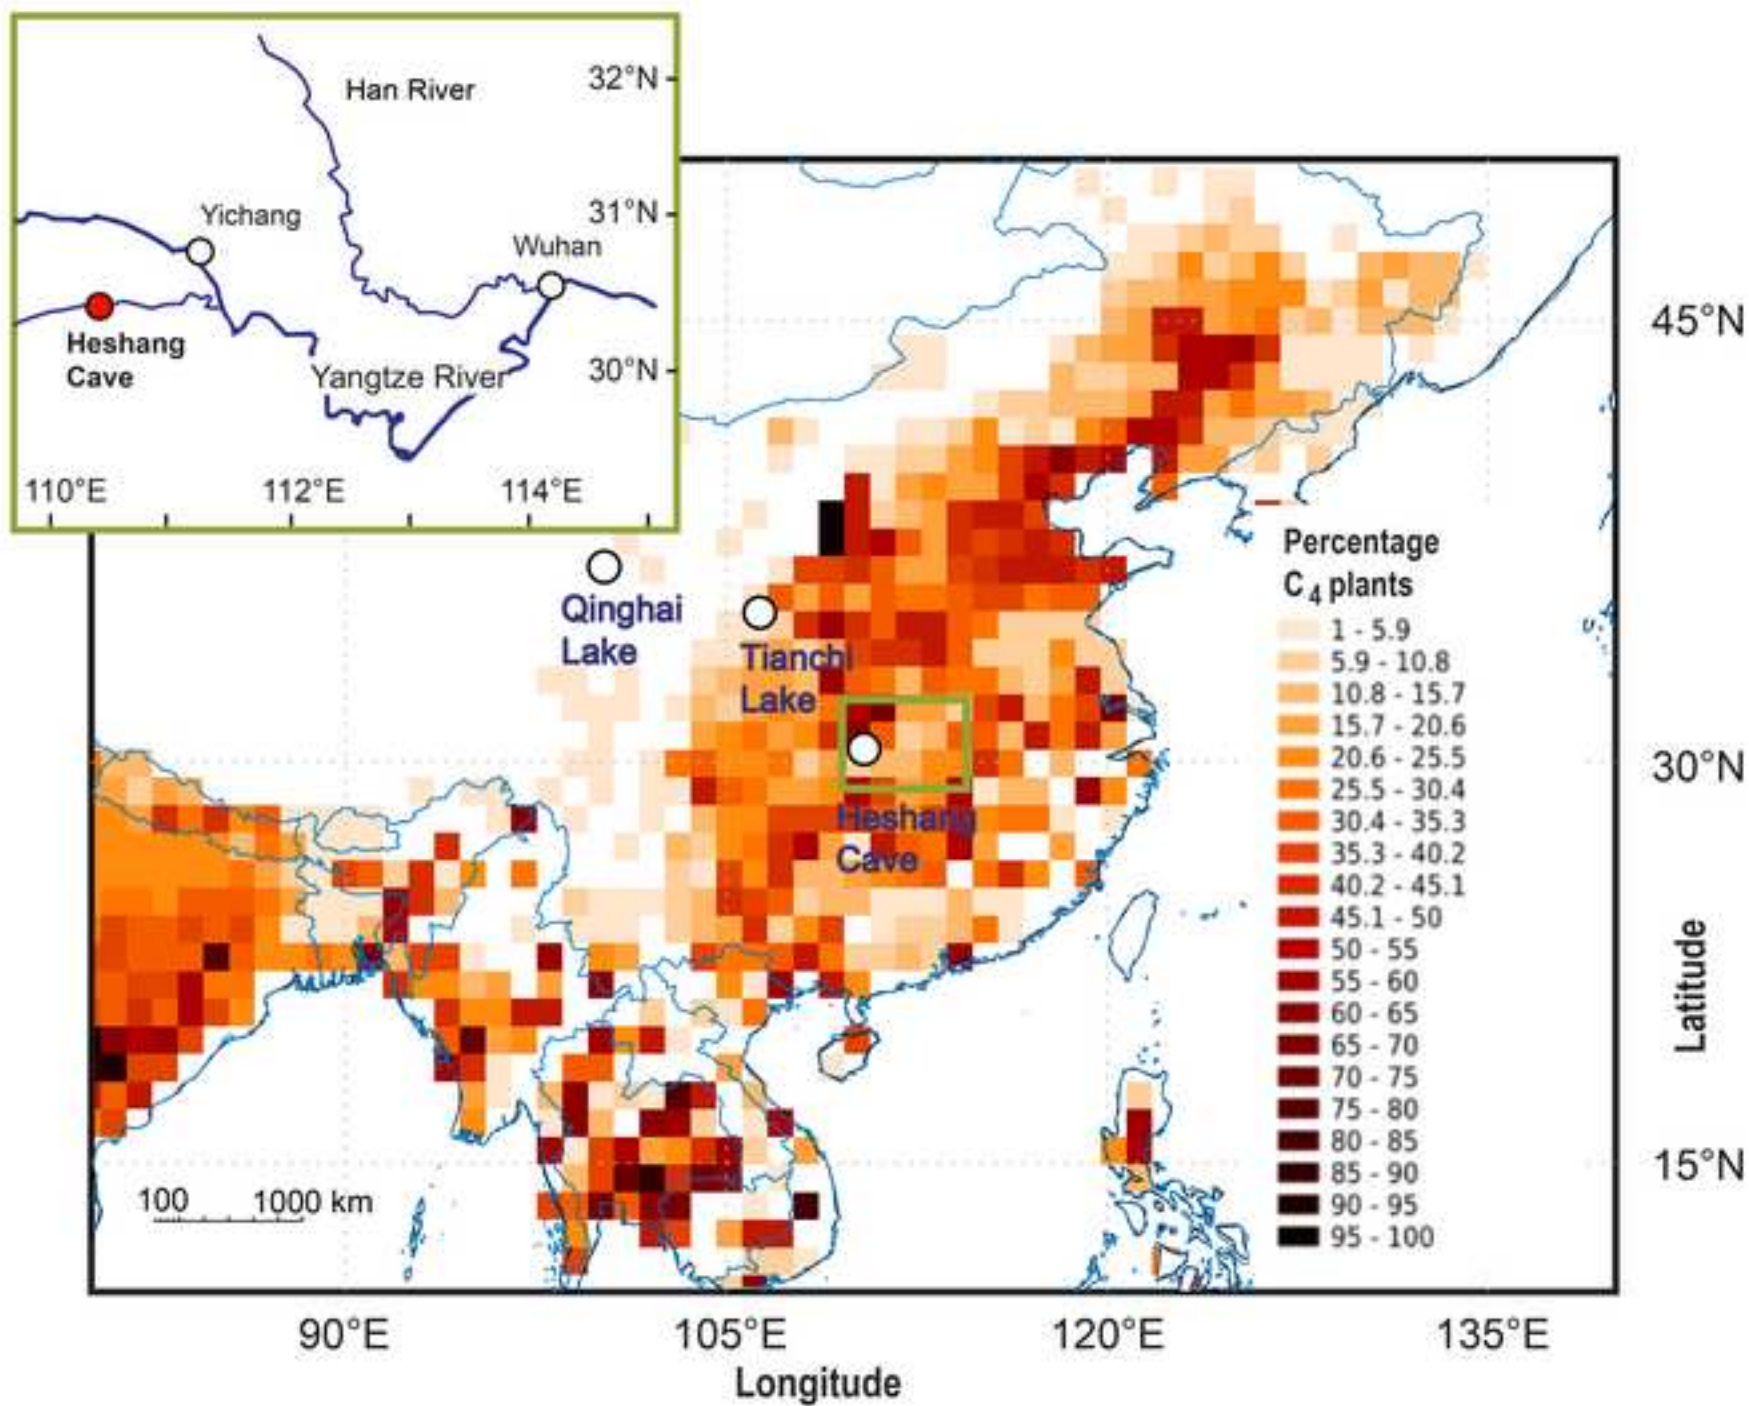 Han River
32°N
31°N
30°N
Yichang
Wuhan
Heshang
Cave
Yangtze River
110°E
112°E
114°E
Qinghai
Lake
Tianchi
Lake
Heshang
Cave
Percentage
C4 plants
1 - 5.9
5.9 - 10.8
10.8 - 15.7
15.7 - 20.6
20.6 - 25.5
25.5 - 30.4
30.4 - 35.3
35.3 - 40.2
40.2 - 45.1
45.1 - 50
50 - 55
55 - 60
60 - 65
65 - 70
70 - 75
75 - 80
80 - 85
85 - 90
90 - 95
95 - 100
45°N
30°N
15°N
Latitude
100 1000 km
90°E
105°E
120°E
135°E
Longitude